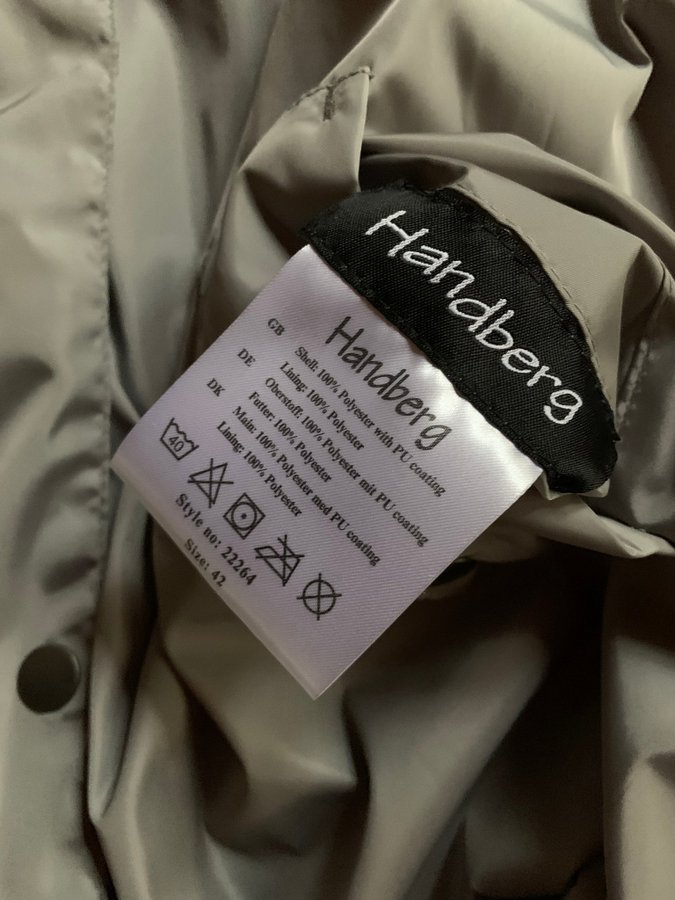 Handberg
Handberg
GB Shell: 100% Polyester with PU coating
Lining: 100% Polyester
DE Oberstoff: 100% Polyester mit PU coating
Futter: 100% Polyester
DK Main: 100% Polyester med PU coating
Lining: 100% Polyester
40
Style no: 22264
Size: 42